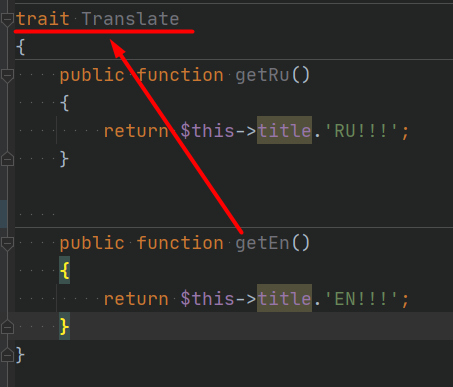 trait Translate
{
public function getRu()
{
return $this->title.'RU!!!';
}
public function getEn()
{
return $this->title.'EN!!!';
}
}